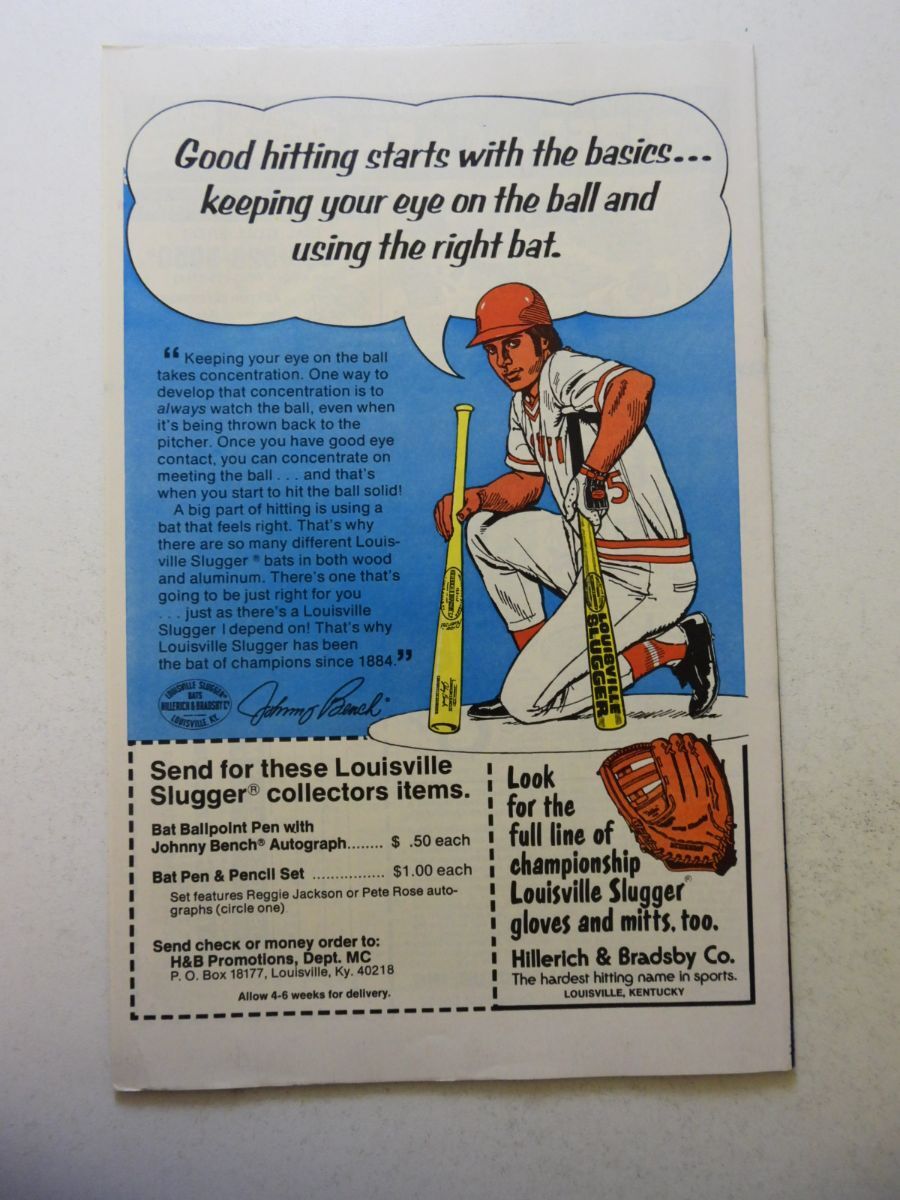 Good hitting starts with the basics...
keeping your eye on the ball and
using the right bat.
“ Keeping your eye on the ball
takes concentration. One way to
develop that concentration is to
always watch the ball, even when
it's being thrown back to the
pitcher. Once you have good eye
contact, you can concentrate on
meeting the ball . . . and that's
when you start to hit the ball solid!
A big part of hitting is using a
bat that feels right. That's why
there are so many different Louis-
ville Slugger ® bats in both wood
and aluminum. There's one that's
going to be just right for you
. . . just as there's a Louisville
Slugger I depend on! That's why
Louisville Slugger has been
the bat of champions since 1884.”
LOUISVILLE SLUGGER
BATS
HILLERICH & BRADSBY Co
LOUISVILLE, KY.
Johnny Bench
5
LOUISVILLE
SLUGGER
Send for these Louisville
Slugger® collectors items.
Bat Ballpoint Pen with
Johnny Bench® Autograph........ $ .50 each
Bat Pen & Pencil Set ................ $1.00 each
Set features Reggie Jackson or Pete Rose auto-
graphs (circle one)
Send check or money order to:
H&B Promotions, Dept. MC
P. O. Box 18177, Louisville, Ky. 40218
Allow 4-6 weeks for delivery.
Look
for the
full line of
championship
Louisville Slugger®
gloves and mitts, too.
Hillerich & Bradsby Co.
The hardest hitting name in sports.
LOUISVILLE, KENTUCKY